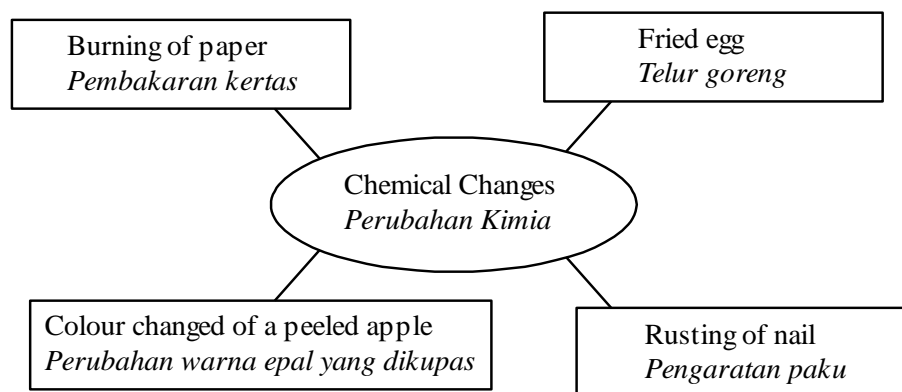 Burning of paper
Pembakaran kertas
Fried egg
Telur goreng
Chemical Changes
Perubahan Kimia
Colour changed of a peeled apple
Perubahan warna epal yang dikupas
Rusting of nail
Pengaratan paku